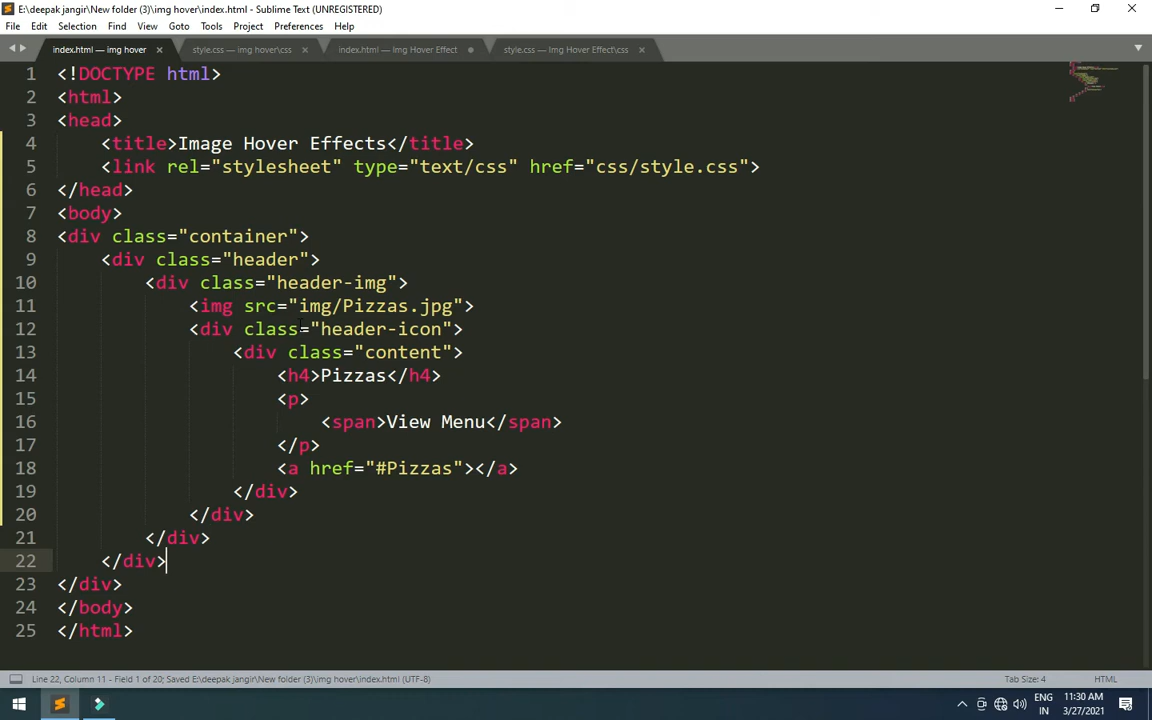 E:\deepak jangir\New folder (3)\img hover\index.html - Sublime Text (UNREGISTERED)
File Edit Selection Find View Goto Tools Project Preferences Help
index.html — img hover style.css — img hover\css index.html — Img Hover Effect style.css — Img Hover Effect\css
1 <!DOCTYPE html>
2 <html>
3 <head>
4 <title>Image Hover Effects</title>
5 <link rel="stylesheet" type="text/css" href="css/style.css">
6 </head>
7 <body>
8 <div class="container">
9 <div class="header">
10 <div class="header-img">
11 <img src="img/Pizzas.jpg">
12 <div class="header-icon">
13 <div class="content">
14 <h4>Pizzas</h4>
15 <p>
16 <span>View Menu</span>
17 </p>
18 <a href="#Pizzas"></a>
19 </div>
20 </div>
21 </div>
22 </div>
23 </div>
24 </body>
25 </html>
Line 22, Column 11 - Field 1 of 20; Saved E:\deepak jangir\New folder (3)\img hover\index.html (UTF-8) Tab Size: 4 HTML
ENG 11:30 AM
IN 3/27/2021